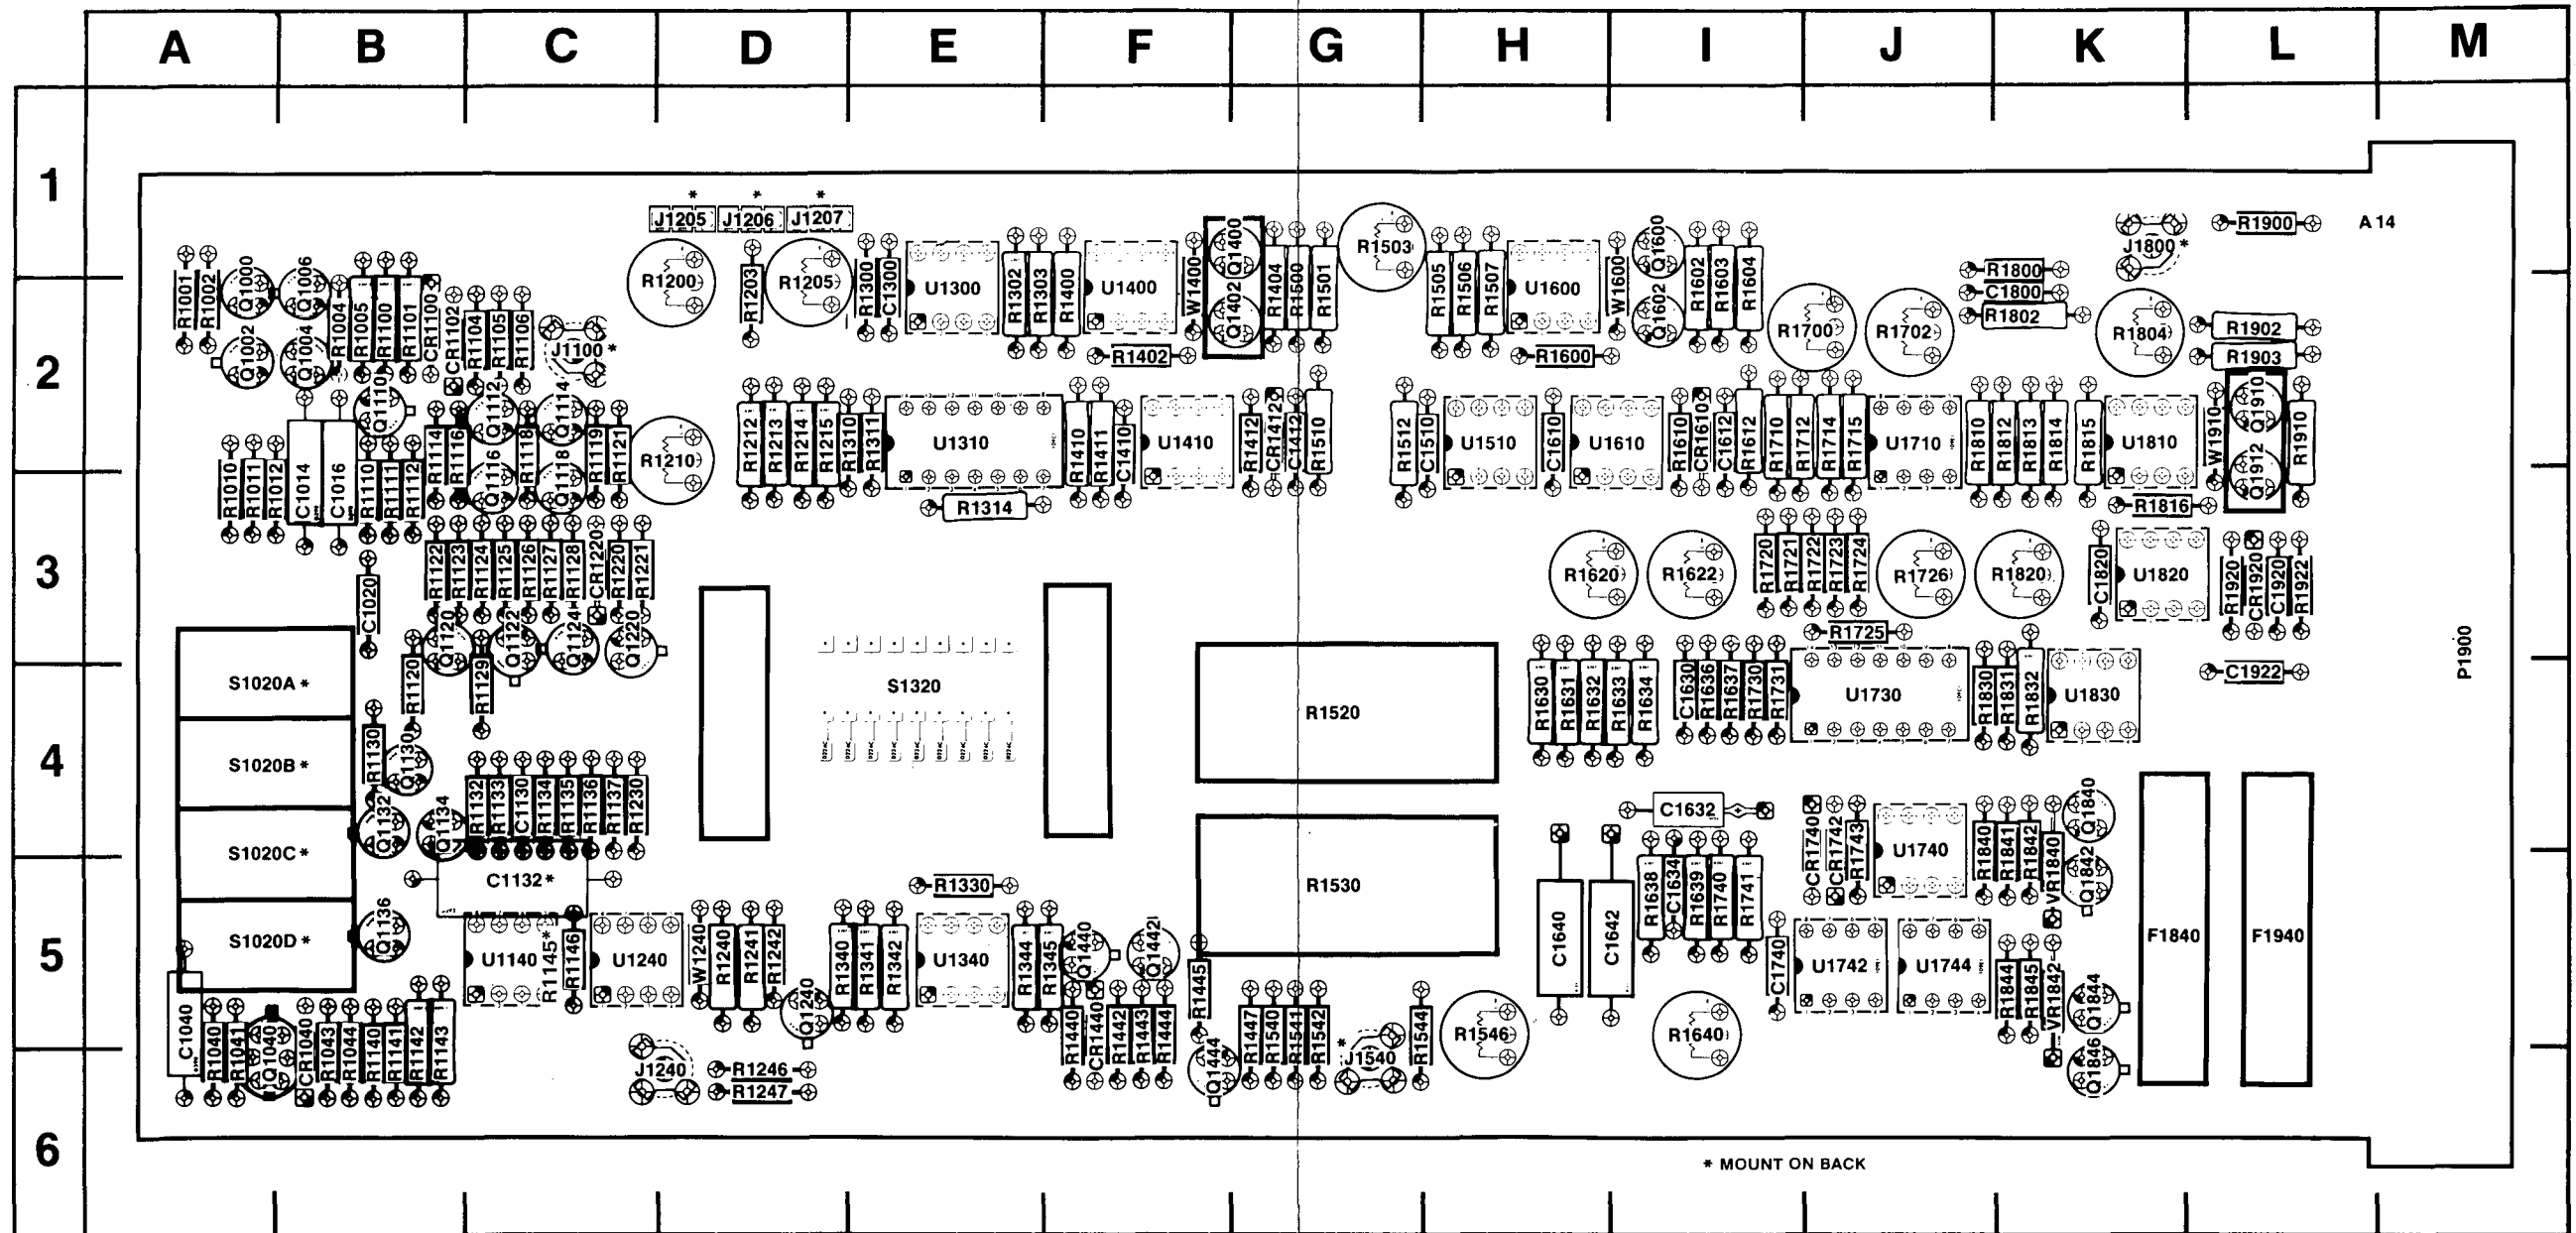 A B C D E F G H I J K L M
1
J1205 * J1206 * J1207 *
R1503
J1800 *
R1900
A 14
R1001 R1002 Q1000 Q1006 R1004 R1005 R1100 R1101 CR1100 CR1102 R1104 R1105 R1106 J1100 *
R1200 R1203 R1205 R1300 C1300 U1300 R1302 R1303 R1400 U1400 W1400 Q1400 Q1402 R1404 R1500 R1501
R1505 R1506 R1507 U1600 W1600 Q1600 Q1602 R1602 R1603 R1604 R1700 R1702
R1800
C1800
R1802
R1804
R1902
R1903
Q1002 Q1004
R1402
R1600
2
Q1110 Q1112 Q1114
R1010 R1011 R1012 C1014 C1016 R1110 R1111 R1112 R1114 R1116 Q1116 R1118 Q1118 R1119 R1121
R1210 R1212 R1213 R1214 R1215 R1310 R1311 U1310 R1410 R1411 C1410 U1410 R1412 CR1412 C1412 R1510
R1512 C1510 U1510 C1610 U1610 R1610 CR1610 C1612 R1612 R1710 R1712 R1714 R1715 U1710
R1810 R1812 R1813 R1814 R1815 U1810 W1910 Q1910 Q1912 R1910
R1314
R1816
3
C1020 R1122 R1123 R1124 R1125 R1126 R1127 R1128 CR1220 R1220 R1221
R1620 R1622 R1720 R1721 R1722 R1723 R1724 R1726 R1820 C1820 U1820 R1920 CR1920 C1920 R1922
Q1120 Q1122 Q1124 Q1220
R1725
P1900
S1020A *
R1120 R1129
S1320
R1520
R1630 R1631 R1632 R1633 R1634 C1630 R1636 R1637 R1730 R1731 U1730 R1830 R1831 R1832 U1830
C1922
4
S1020B *
R1130 Q1130
Q1132 Q1134 R1132 R1133 C1130 R1134 R1135 R1136 R1137 R1230
C1632
CR1740 CR1742 R1743 U1740 R1840 R1841 R1842 VR1840 Q1840 Q1842
S1020C *
C1132 *
R1330
R1530
R1638 C1634 R1639 R1740 R1741
5
S1020D *
Q1136 U1140 R1145 * R1146 U1240 W1240 R1240 R1241 R1242 Q1240
R1340 R1341 R1342 U1340 R1344 R1345 Q1440 Q1442 R1445
C1640 C1642 C1740 U1742 U1744 R1844 R1845 VR1842 Q1844 Q1846
F1840 F1940
C1040 R1040 R1041 Q1040 CR1040 R1043 R1044 R1140 R1141 R1142 R1143
J1240
R1246
R1247
R1440 CR1440 R1442 R1443 R1444 Q1444 R1447 R1540 R1541 R1542 J1540 * R1544 R1546 R1640
6
* MOUNT ON BACK